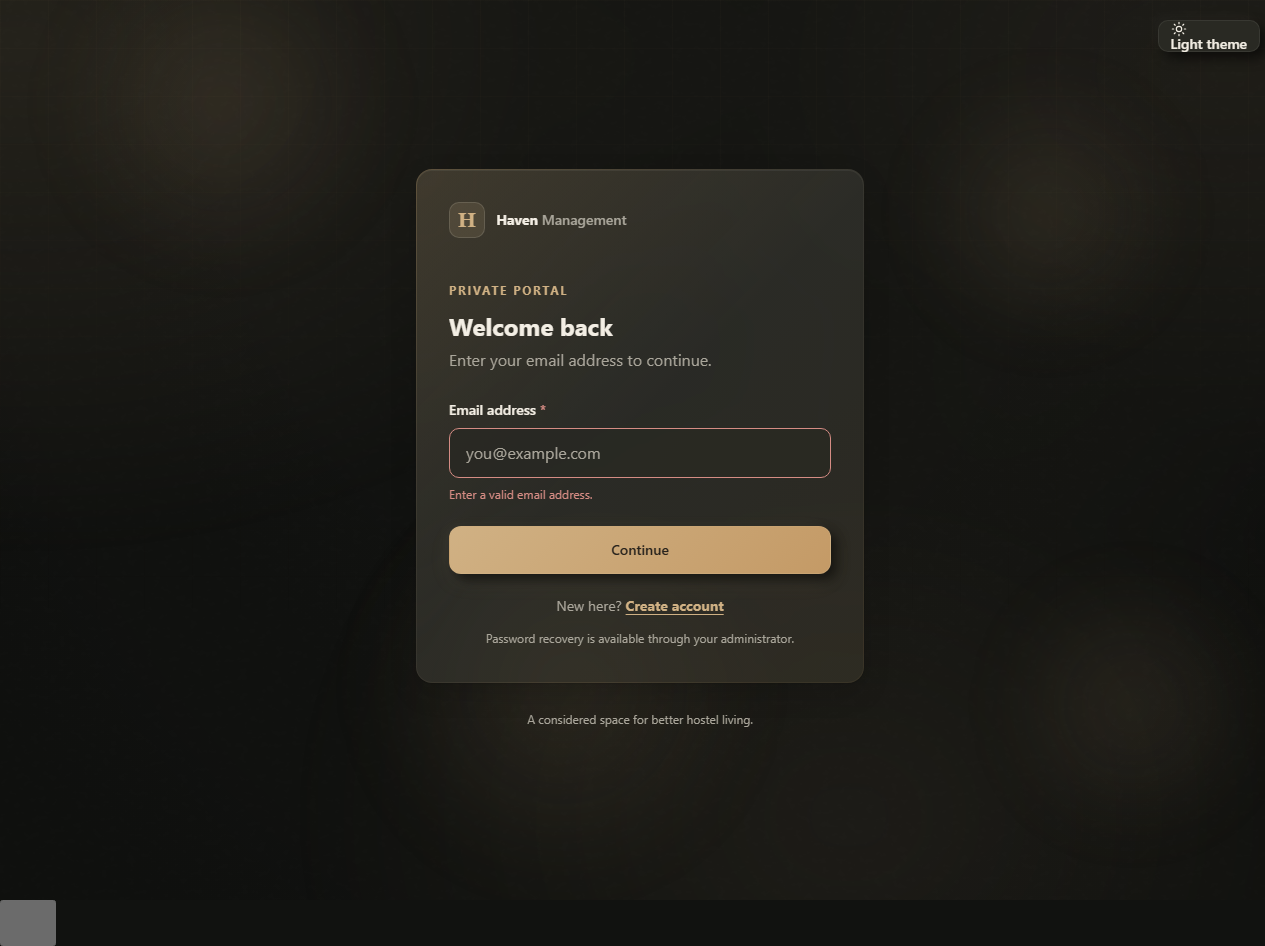 Light theme
H
Haven Management
PRIVATE PORTAL
Welcome back
Enter your email address to continue.
Email address *
you@example.com
Enter a valid email address.
Continue
New here? Create account
Password recovery is available through your administrator.
A considered space for better hostel living.